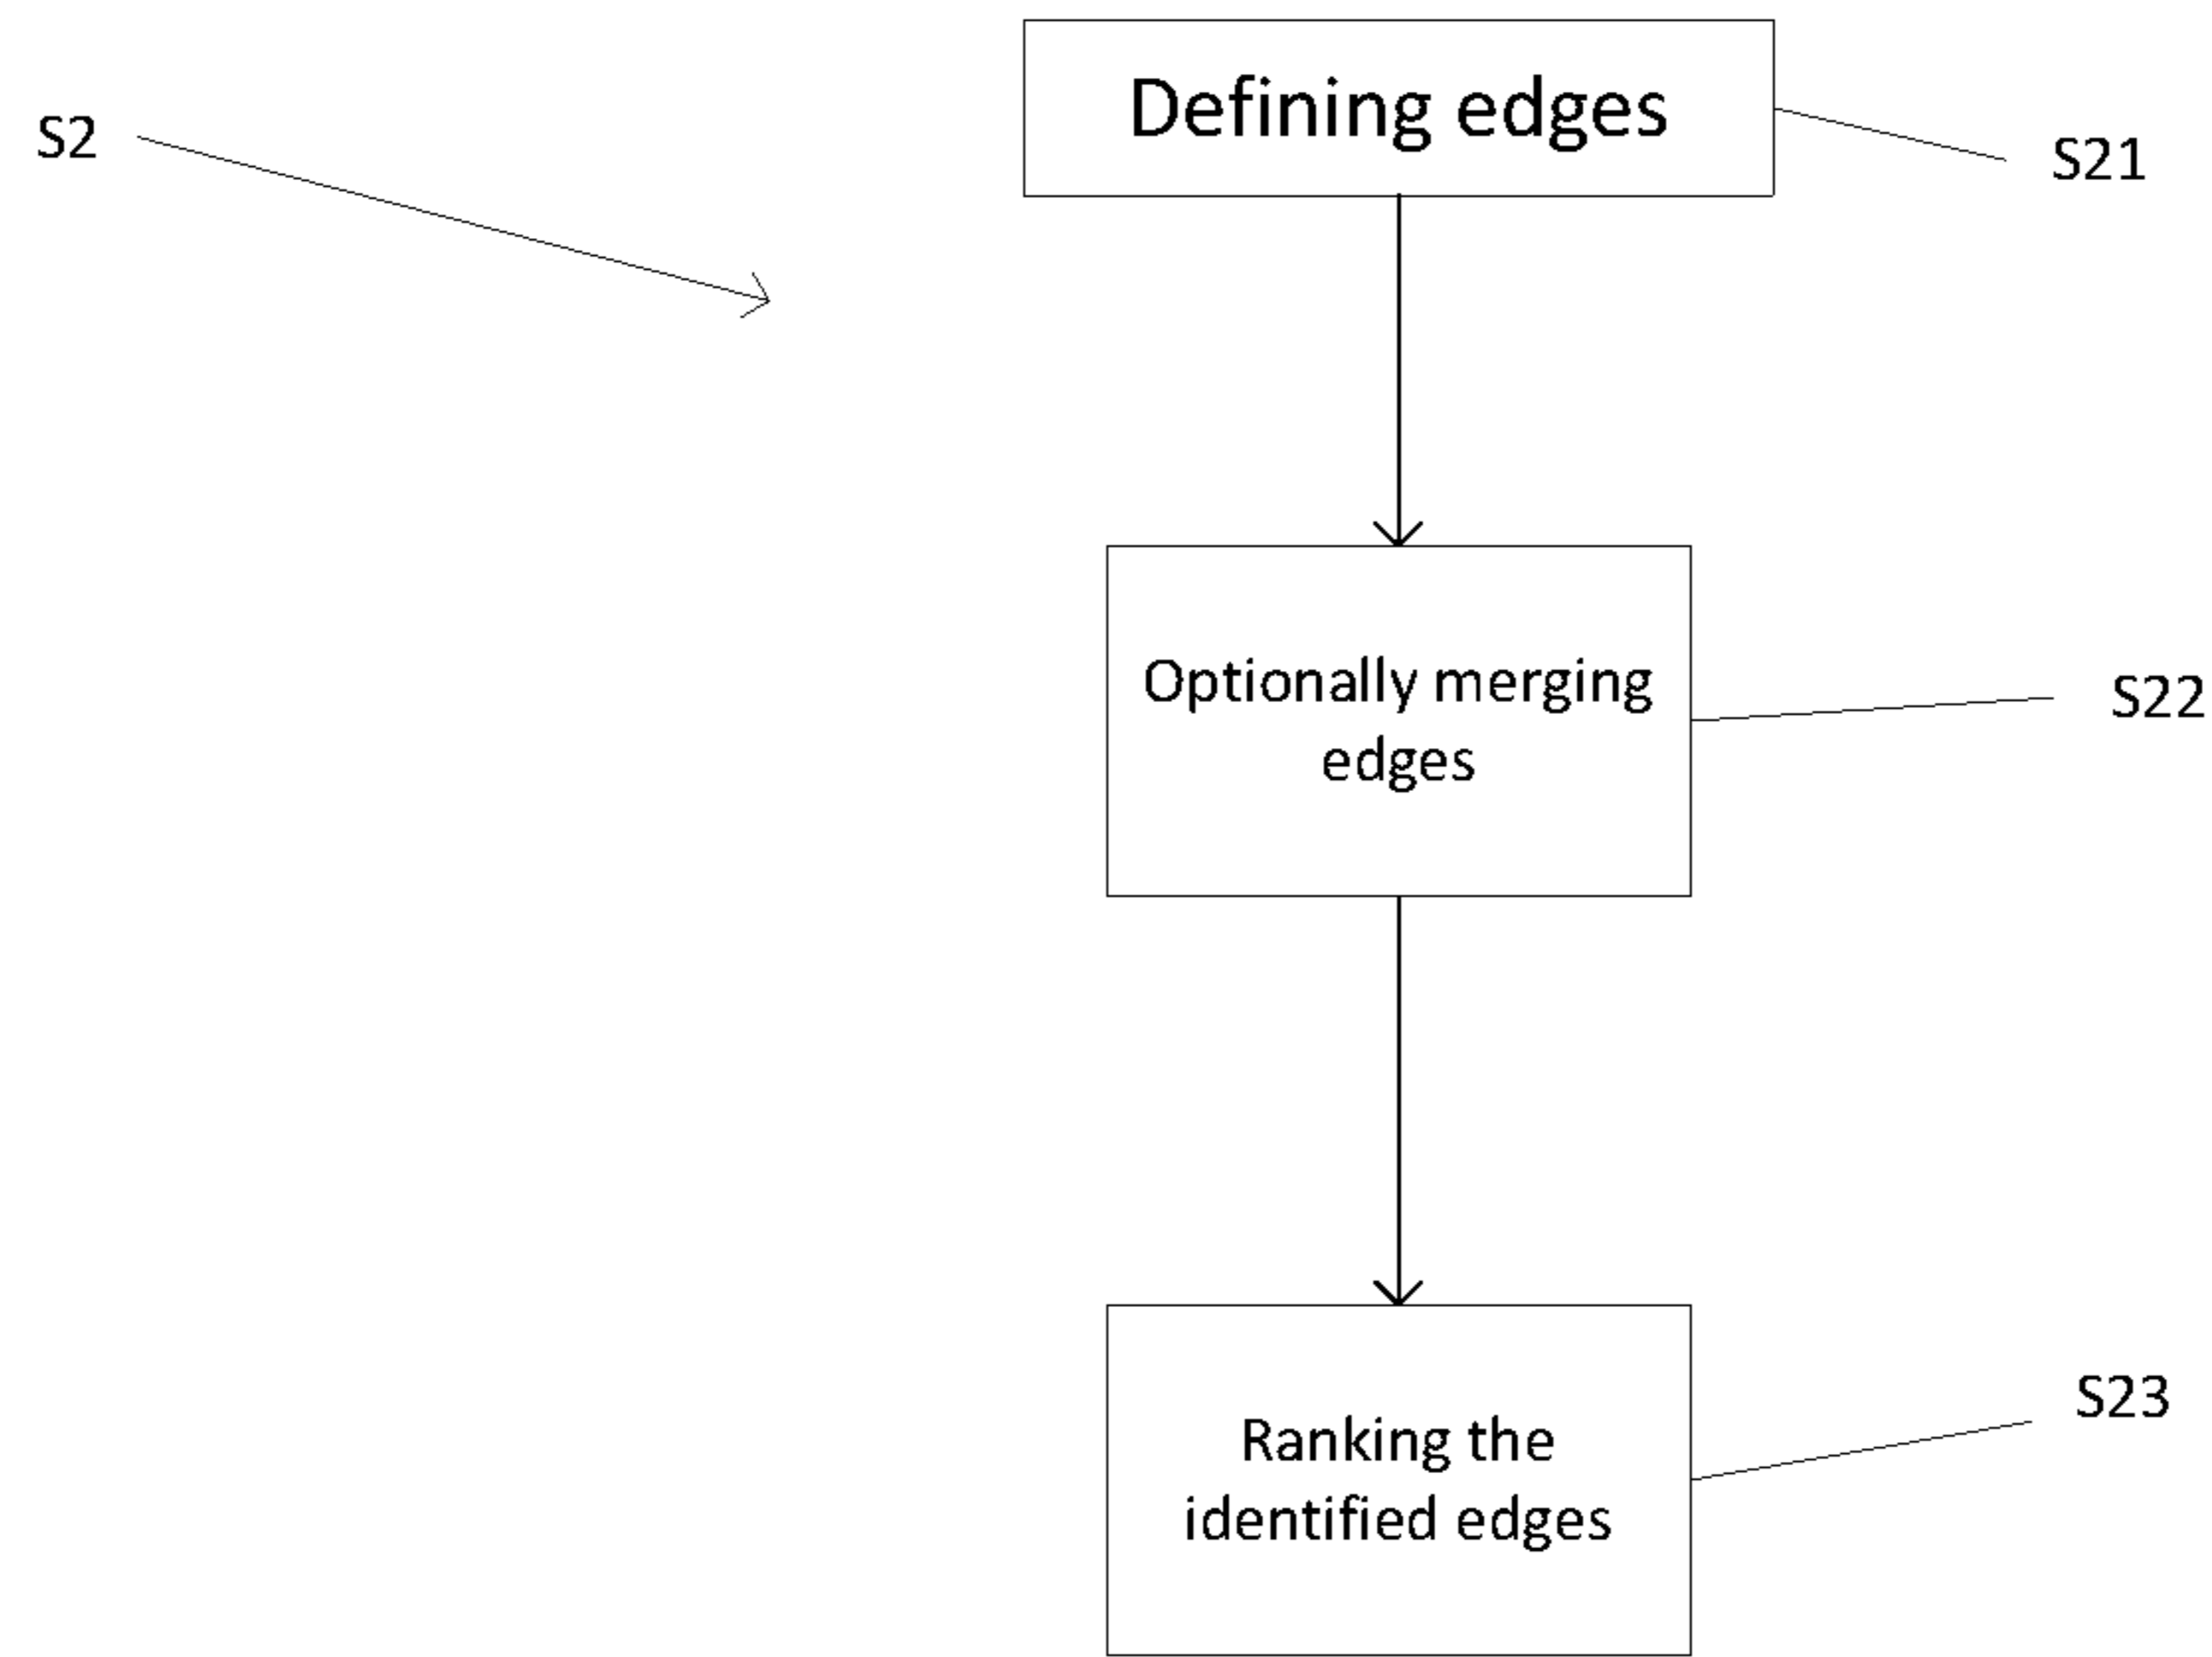 Defining edges
S2
S21
Optionally merging
edges
S22
Ranking the
identified edges
S23